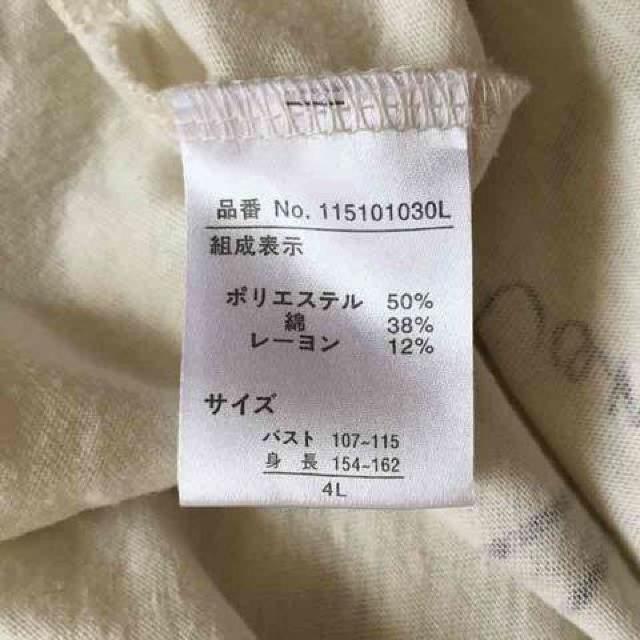 品番 No. 115101030L
組成表示
ポリエステル 50%
綿 38%
レーヨン 12%
サイズ
バスト 107-115
身長 154-162
4L